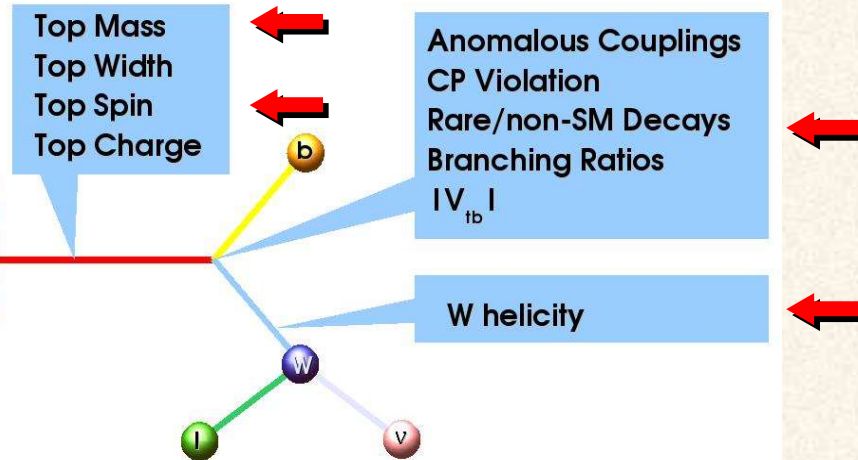 Top Mass
Top Width
Top Spin
Top Charge
Anomalous Couplings
CP Violation
Rare/non-SM Decays
Branching Ratios
|V_tb|
b
W helicity
W
l
ν